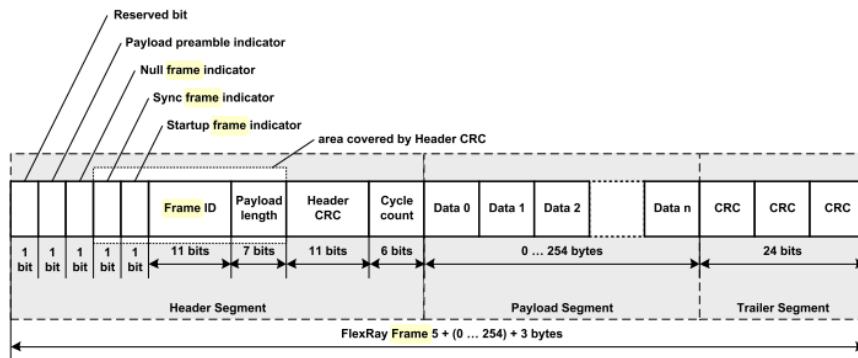 Reserved bit
Payload preamble indicator
Null frame indicator
Sync frame indicator
Startup frame indicator
area covered by Header CRC
Frame ID
Payload
length
Header
CRC
Cycle
count
Data 0
Data 1
Data 2
Data n
CRC
CRC
CRC
1
bit
1
bit
1
bit
1
bit
1
bit
11 bits
7 bits
11 bits
6 bits
0 … 254 bytes
24 bits
Header Segment
Payload Segment
Trailer Segment
FlexRay Frame 5 + (0 … 254) + 3 bytes